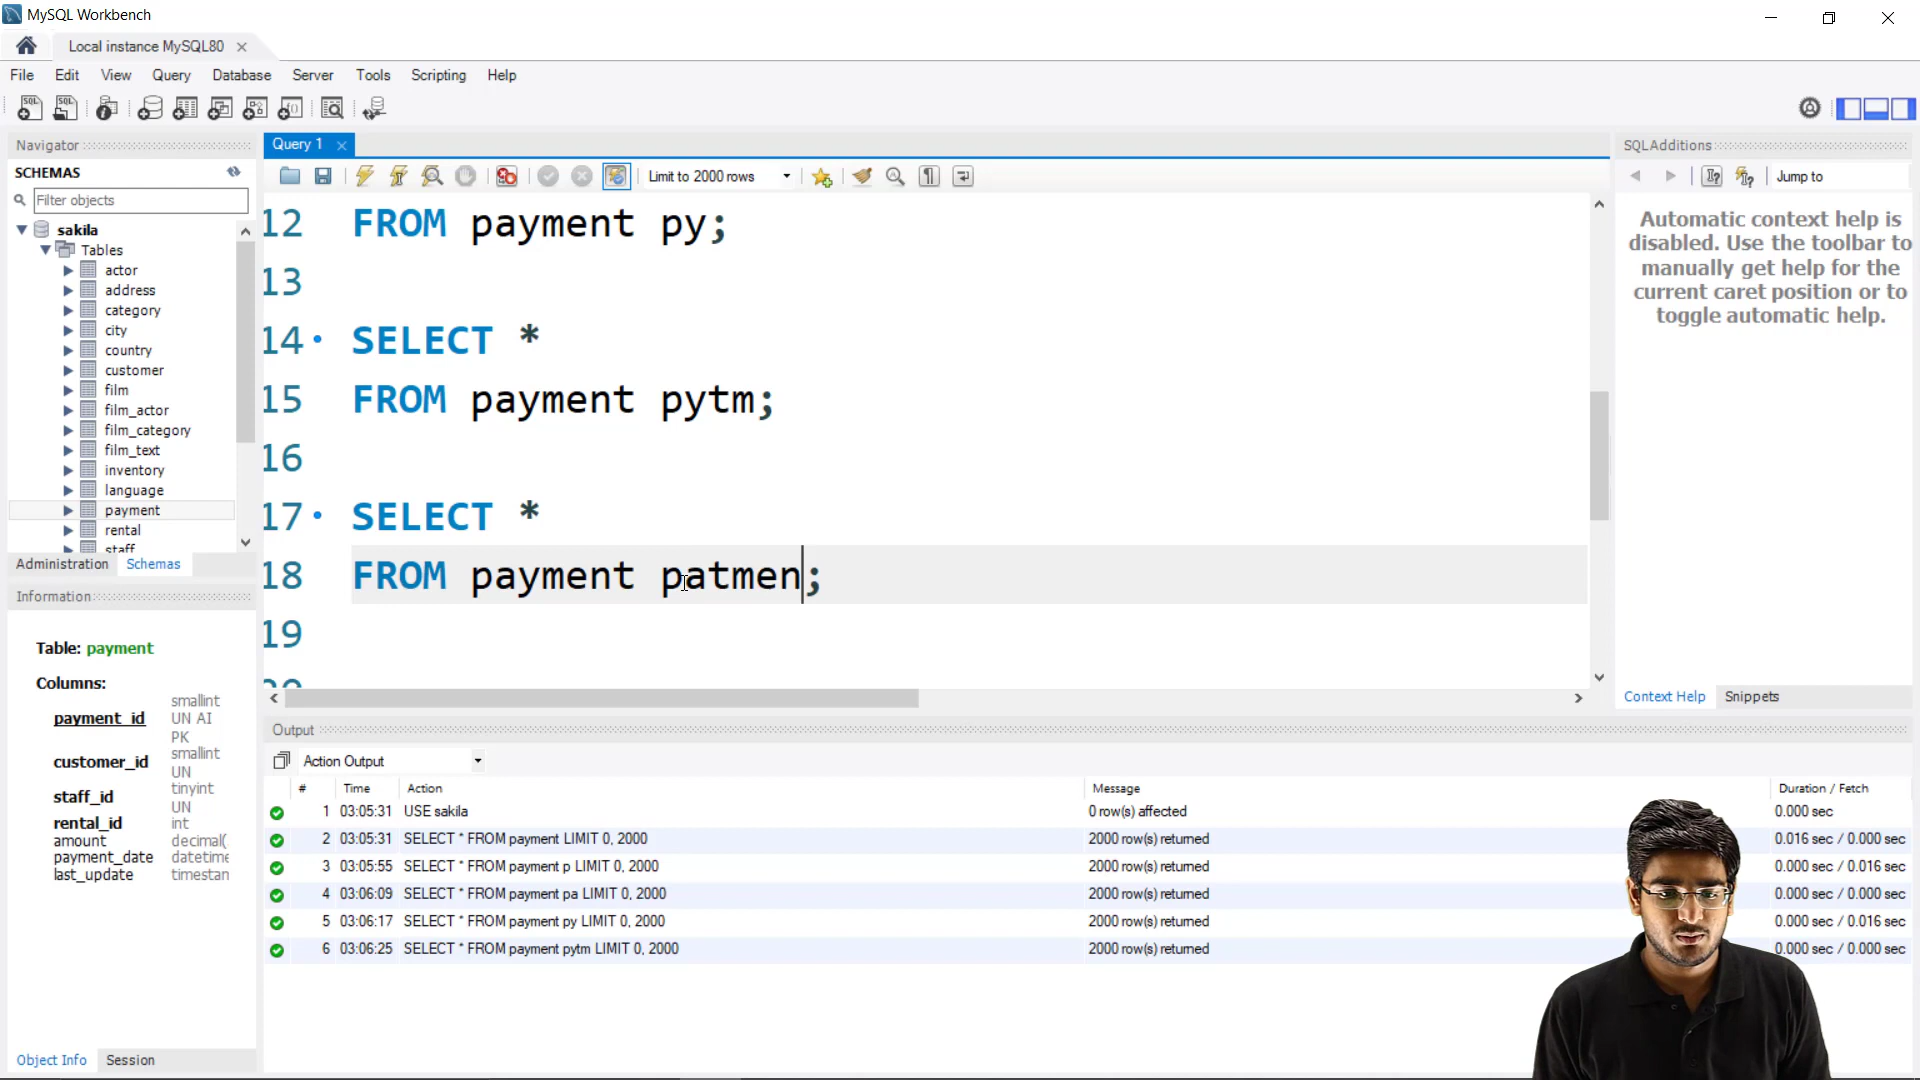 MySQL Workbench
Local instance MySQL80
File Edit View Query Database Server Tools Scripting Help
Navigator
SCHEMAS
Filter objects
sakila
Tables
actor
address
category
city
country
customer
film
film_actor
film_category
film_text
inventory
language
payment
rental
staff
Administration Schemas
Information
Table: payment
Columns:
payment_id smallint UN AI PK
customer_id smallint UN
staff_id tinyint UN
rental_id int
amount decimal(
payment_date datetime
last_update timestan
Object Info Session
Query 1
Limit to 2000 rows
12 FROM payment py;
13
14 SELECT *
15 FROM payment pytm;
16
17 SELECT *
18 FROM payment patmen;
19
Output
Action Output
# Time Action Message Duration / Fetch
1 03:05:31 USE sakila 0 row(s) affected 0.000 sec
2 03:05:31 SELECT * FROM payment LIMIT 0, 2000 2000 row(s) returned 0.016 sec / 0.000 sec
3 03:05:55 SELECT * FROM payment p LIMIT 0, 2000 2000 row(s) returned 0.000 sec / 0.016 sec
4 03:06:09 SELECT * FROM payment pa LIMIT 0, 2000 2000 row(s) returned 0.000 sec / 0.000 sec
5 03:06:17 SELECT * FROM payment py LIMIT 0, 2000 2000 row(s) returned 0.000 sec / 0.016 sec
6 03:06:25 SELECT * FROM payment pytm LIMIT 0, 2000 2000 row(s) returned 0.000 sec / 0.000 sec
SQLAdditions
Jump to
Automatic context help is
disabled. Use the toolbar to
manually get help for the
current caret position or to
toggle automatic help.
Context Help Snippets